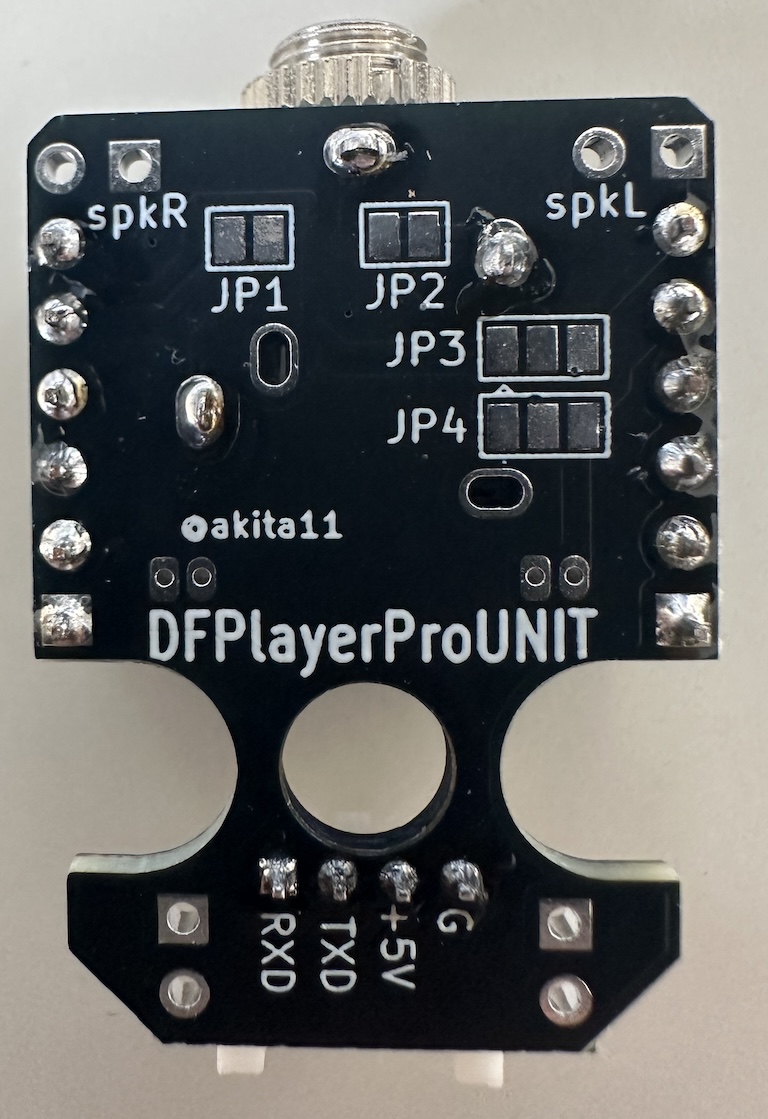 spkR
spkL
JP1
JP2
JP3
JP4
@akita11
DFPlayerProUNIT
RXD
TXD
+5V
G